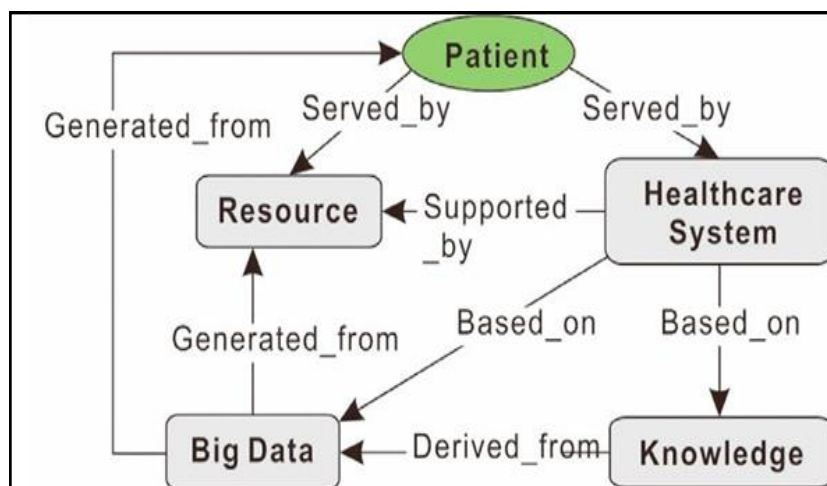 Patient
Served_by
Served_by
Generated_from
Resource
Supported
_by
Healthcare
System
Generated_from
Based_on
Based_on
Big Data
Derived_from
Knowledge